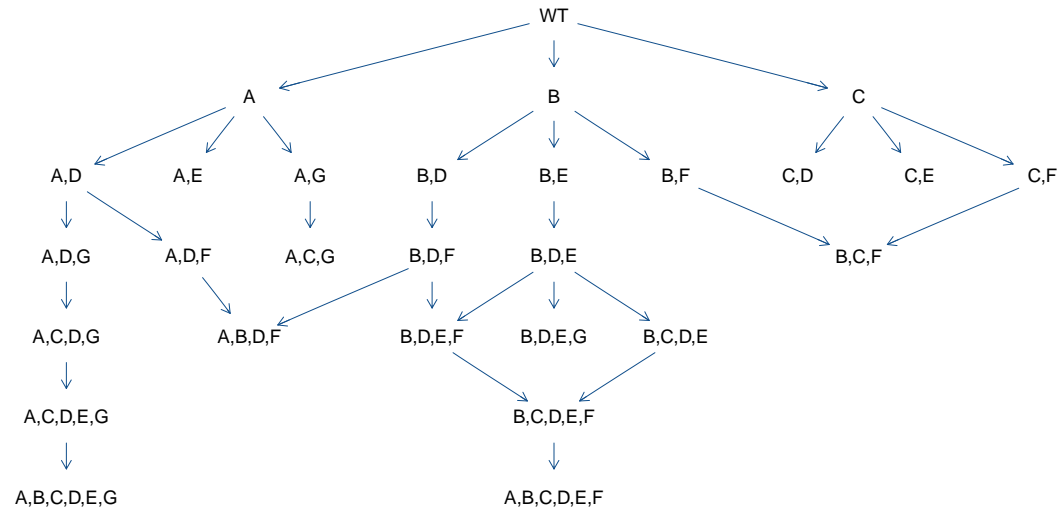 WT
A B C
A,D A,E A,G B,D B,E B,F C,D C,E C,F
A,D,G A,D,F A,C,G B,D,F B,D,E B,C,F
A,C,D,G A,B,D,F B,D,E,F B,D,E,G B,C,D,E
A,C,D,E,G B,C,D,E,F
A,B,C,D,E,G A,B,C,D,E,F